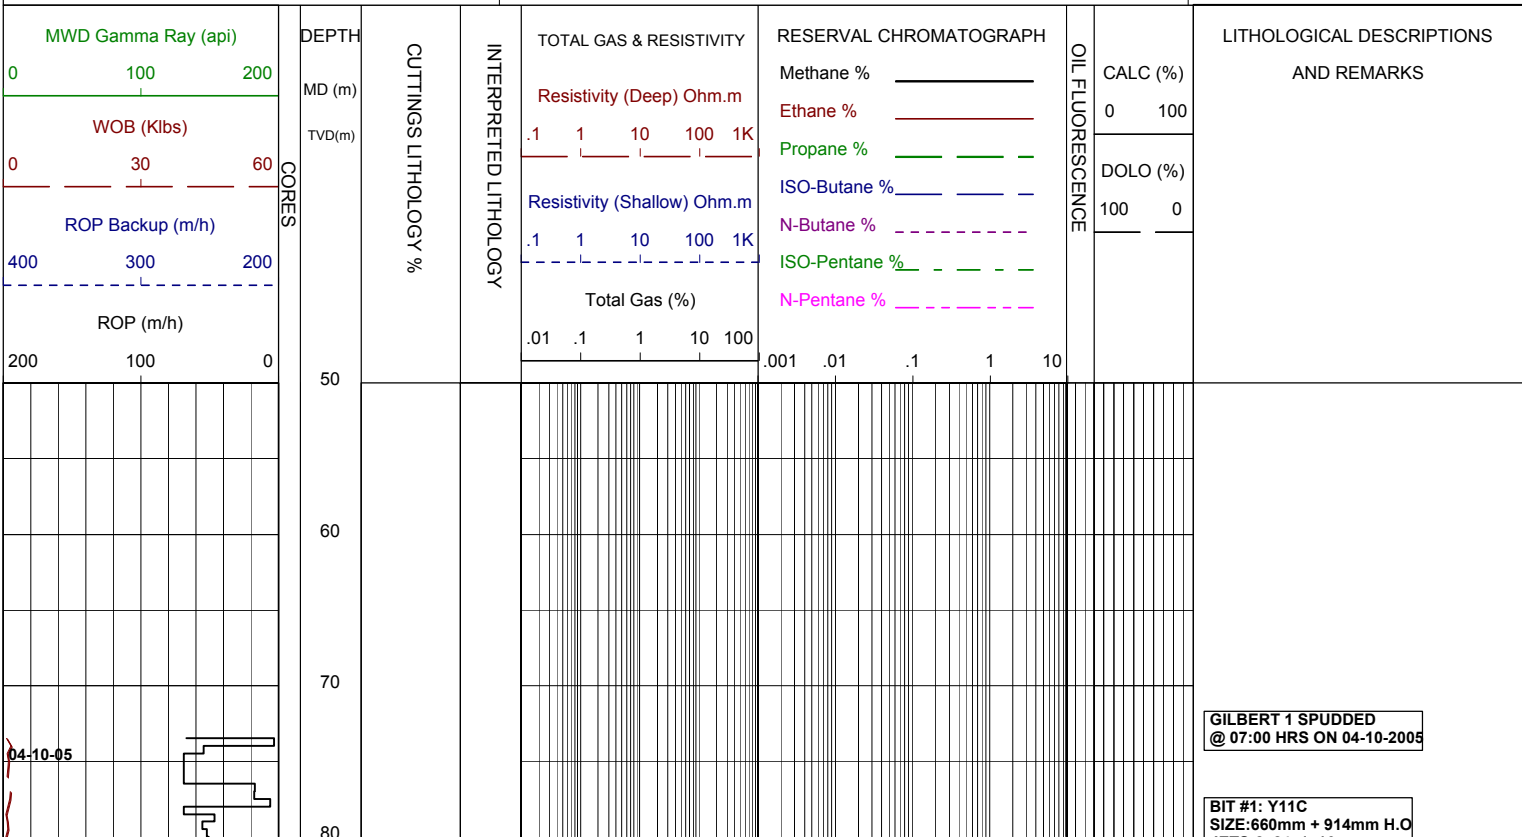 MWD Gamma Ray (api)
0 100 200
WOB (Klbs)
0 30 60
ROP Backup (m/h)
400 300 200
ROP (m/h)
200 100 0
CORES
DEPTH
MD (m)
TVD(m)
CUTTINGS LITHOLOGY %
INTERPRETED LITHOLOGY
TOTAL GAS & RESISTIVITY
Resistivity (Deep) Ohm.m
.1 1 10 100 1K
Resistivity (Shallow) Ohm.m
.1 1 10 100 1K
Total Gas (%)
.01 .1 1 10 100
RESERVAL CHROMATOGRAPH
Methane %
Ethane %
Propane %
ISO-Butane %
N-Butane %
ISO-Pentane %
N-Pentane %
.001 .01 .1 1 10
OIL FLUORESCENCE
CALC (%)
0 100
DOLO (%)
100 0
LITHOLOGICAL DESCRIPTIONS
AND REMARKS
50
60
70
80
04-10-05
GILBERT 1 SPUDDED
@ 07:00 HRS ON 04-10-2005
BIT #1: Y11C
SIZE:660mm + 914mm H.O